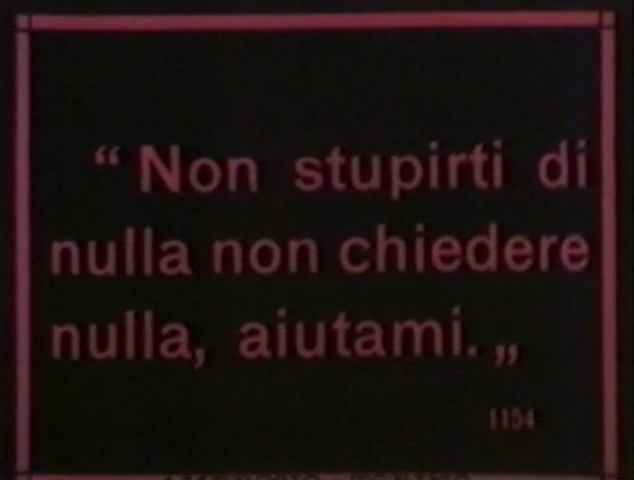 “ Non stupirti di
nulla non chiedere
nulla, aiutami. „
1154